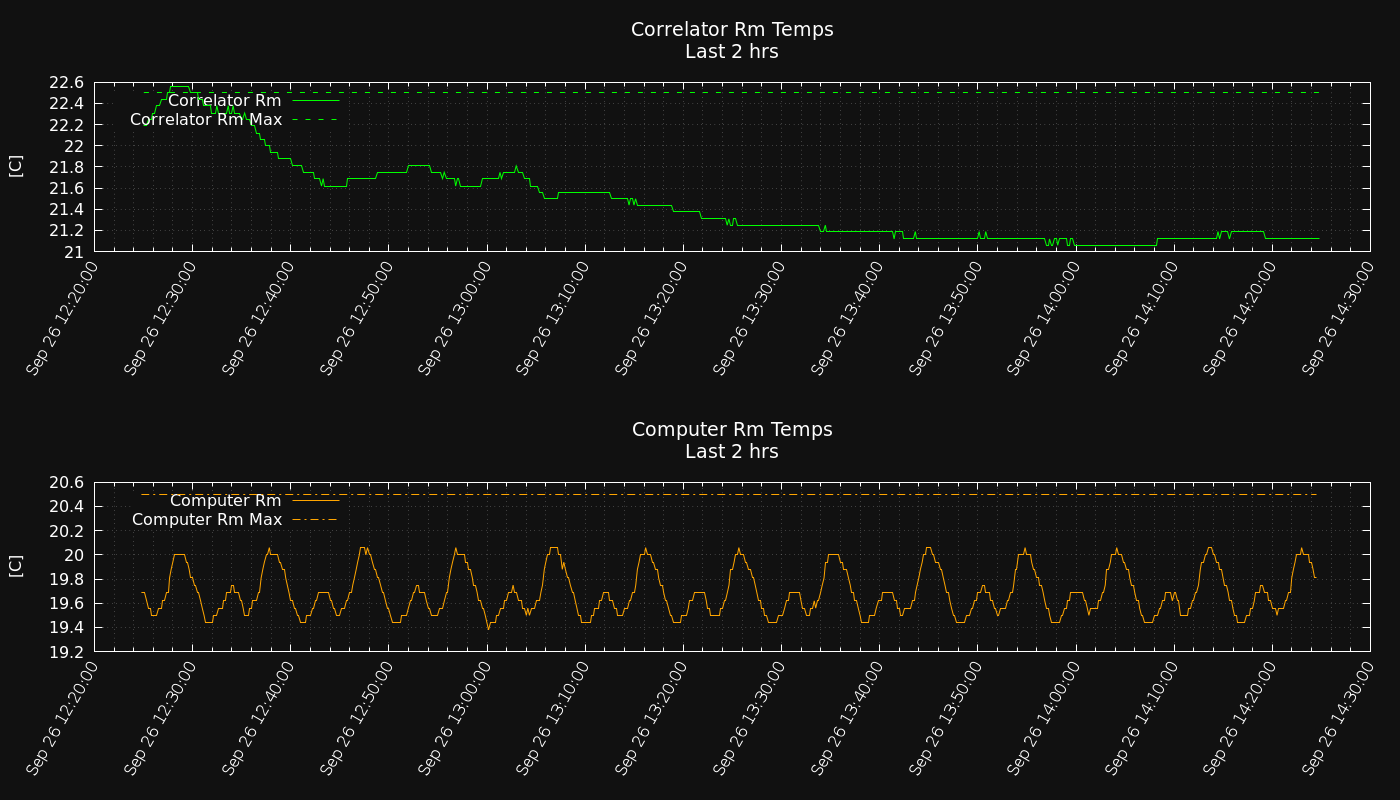 Correlator Rm Temps
Last 2 hrs
22.6
22.4
22.2
22
21.8
21.6
21.4
21.2
21
[C]
Correlator Rm
Correlator Rm Max
Sep 26 12:20:00
Sep 26 12:30:00
Sep 26 12:40:00
Sep 26 12:50:00
Sep 26 13:00:00
Sep 26 13:10:00
Sep 26 13:20:00
Sep 26 13:30:00
Sep 26 13:40:00
Sep 26 13:50:00
Sep 26 14:00:00
Sep 26 14:10:00
Sep 26 14:20:00
Sep 26 14:30:00
Computer Rm Temps
Last 2 hrs
20.6
20.4
20.2
20
19.8
19.6
19.4
19.2
[C]
Computer Rm
Computer Rm Max
Sep 26 12:20:00
Sep 26 12:30:00
Sep 26 12:40:00
Sep 26 12:50:00
Sep 26 13:00:00
Sep 26 13:10:00
Sep 26 13:20:00
Sep 26 13:30:00
Sep 26 13:40:00
Sep 26 13:50:00
Sep 26 14:00:00
Sep 26 14:10:00
Sep 26 14:20:00
Sep 26 14:30:00